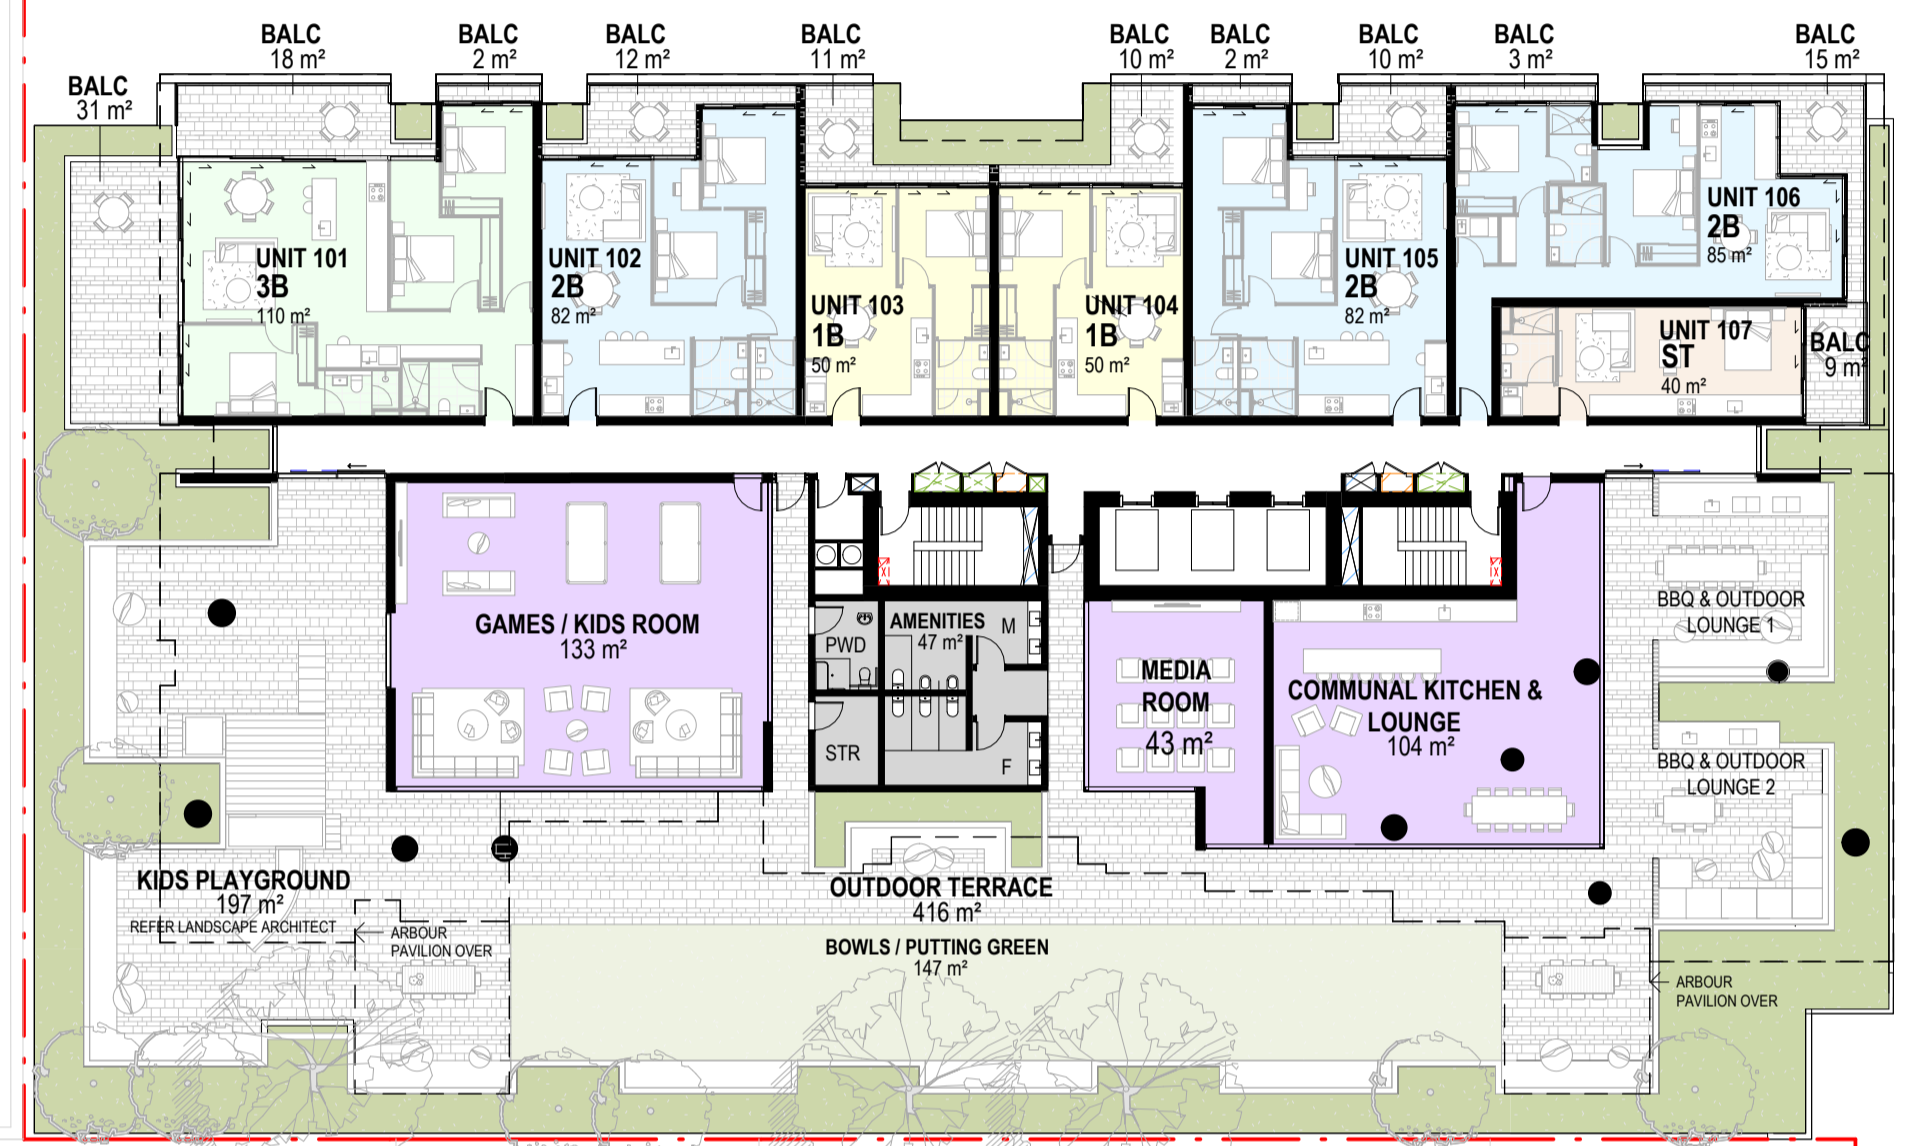 BALC
18 m²
BALC
2 m²
BALC
12 m²
BALC
11 m²
BALC
10 m²
BALC
2 m²
BALC
10 m²
BALC
3 m²
BALC
15 m²
BALC
31 m²
UNIT 101
3B
110 m²
UNIT 102
2B
82 m²
UNIT 103
1B
50 m²
UNIT 104
1B
50 m²
UNIT 105
2B
82 m²
UNIT 106
2B
85 m²
UNIT 107
ST
40 m²
BALC
9 m²
GAMES / KIDS ROOM
133 m²
PWD
STR
AMENITIES
47 m²
M
F
MEDIA
ROOM
43 m²
COMMUNAL KITCHEN &
LOUNGE
104 m²
BBQ & OUTDOOR
LOUNGE 1
BBQ & OUTDOOR
LOUNGE 2
KIDS PLAYGROUND
197 m²
REFER LANDSCAPE ARCHITECT
ARBOUR
PAVILION OVER
OUTDOOR TERRACE
416 m²
BOWLS / PUTTING GREEN
147 m²
ARBOUR
PAVILION OVER